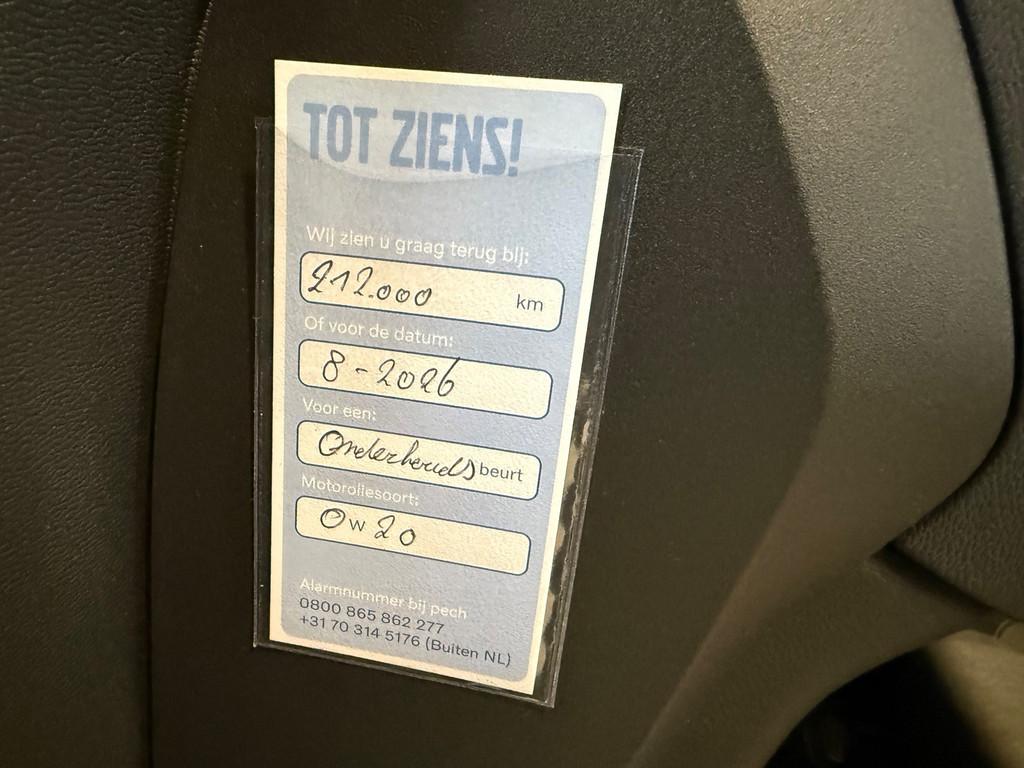 TOT ZIENS!
Wij zien u graag terug bij:
212.000 km
Of voor de datum:
8-2026
Voor een:
Onderhouds beurt
Motoroliesoort:
0w20
Alarmnummer bij pech
0800 865 862 277
+31 70 314 5176 (Buiten NL)